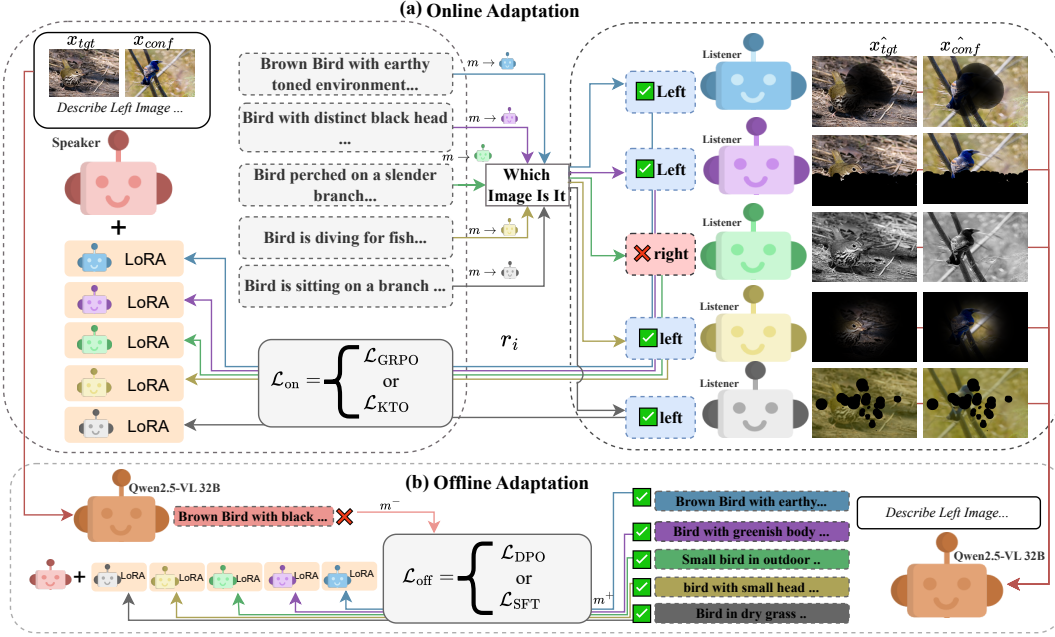 (a) Online Adaptation
x_tgt x_conf
Describe Left Image ...
Speaker
+
LoRA
LoRA
LoRA
LoRA
LoRA
Brown Bird with earthy
toned environment...
Bird with distinct black head
...
Bird perched on a slender
branch...
Bird is diving for fish...
Bird is sitting on a branch ...
m →
m →
m →
m →
m →
Which
Image Is It
r_i
L_on =
L_GRPO
or
L_KTO
Left
Left
right
left
left
Listener
Listener
Listener
Listener
Listener
x̂_tgt x̂_conf
(b) Offline Adaptation
Qwen2.5-VL 32B
Brown Bird with black ...
m⁻
+
LoRA
LoRA
LoRA
LoRA
LoRA
L_off =
L_DPO
or
L_SFT
m⁺
Brown Bird with earthy...
Bird with greenish body ...
Small bird in outdoor ..
bird with small head ...
Bird in dry grass ..
Describe Left Image...
Qwen2.5-VL 32B